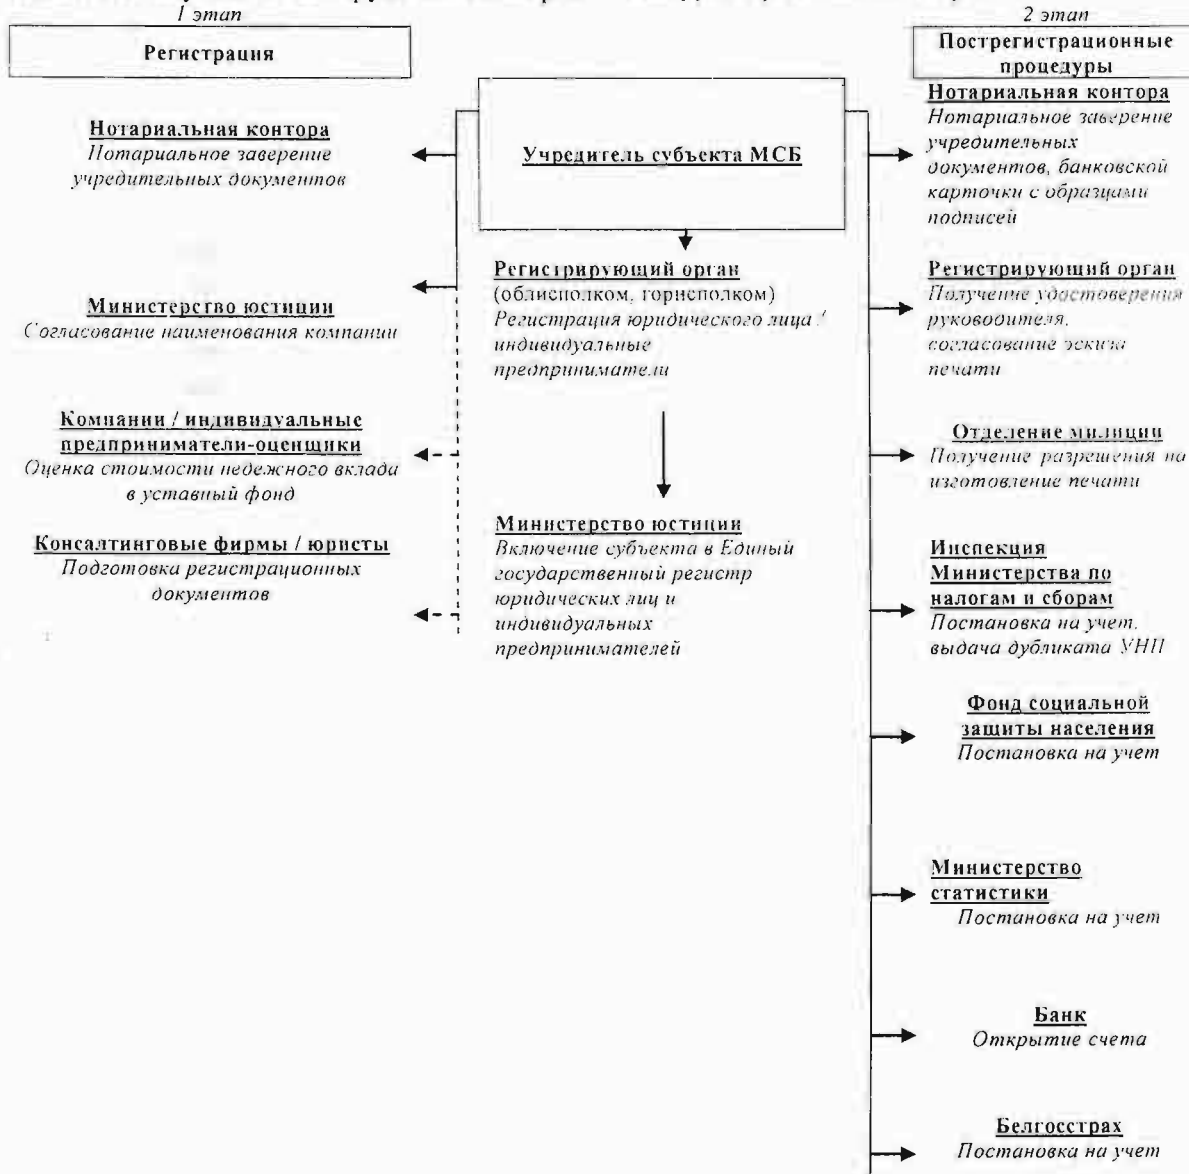 1 этап
Регистрация
Нотариальная контора
Нотариальное заверение
учредительных документов
Министерство юстиции
Согласование наименования компании
Компании / индивидуальные
предприниматели-оценщики
Оценка стоимости недежного вклада
в уставный фонд
Консалтинговые фирмы / юристы
Подготовка регистрационных
документов
Учредитель субъекта МСБ
Регистрирующий орган
(облисполком, горисполком)
Регистрация юридического лица /
индивидуальные
предприниматели
Министерство юстиции
Включение субъекта в Единый
государственный регистр
юридических лиц и
индивидуальных
предпринимателей
2 этап
Пострегистрационные
процедуры
Нотариальная контора
Нотариальное заверение
учредительных
документов, банковской
карточки с образцами
подписей
Регистрирующий орган
Получение удостоверения
руководителя,
согласование эскиза
печати
Отделение милиции
Получение разрешения на
изготовление печати
Инспекция
Министерства по
налогам и сборам
Постановка на учет,
выдача дубликата УНП
Фонд социальной
защиты населения
Постановка на учет
Министерство
статистики
Постановка на учет
Банк
Открытие счета
Белгосстрах
Постановка на учет